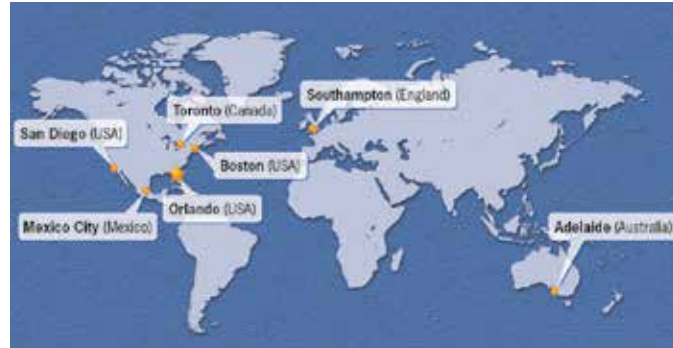 Southampton (England)
Toronto (Canada)
San Diego (USA)
Boston (USA)
Orlando (USA)
Mexico City (Mexico)
Adelaide (Australia)